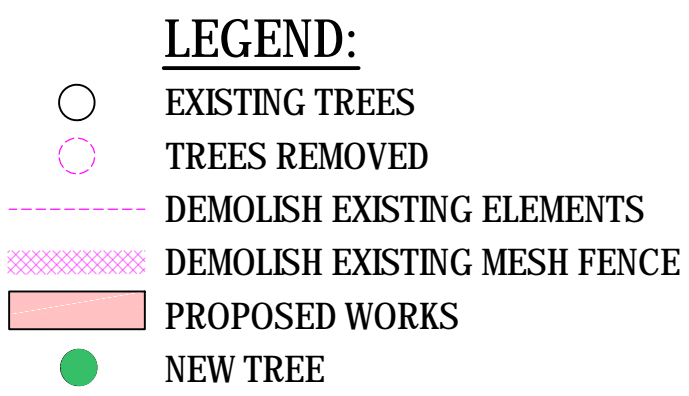 LEGEND:
EXISTING TREES
TREES REMOVED
DEMOLISH EXISTING ELEMENTS
DEMOLISH EXISTING MESH FENCE
PROPOSED WORKS
NEW TREE